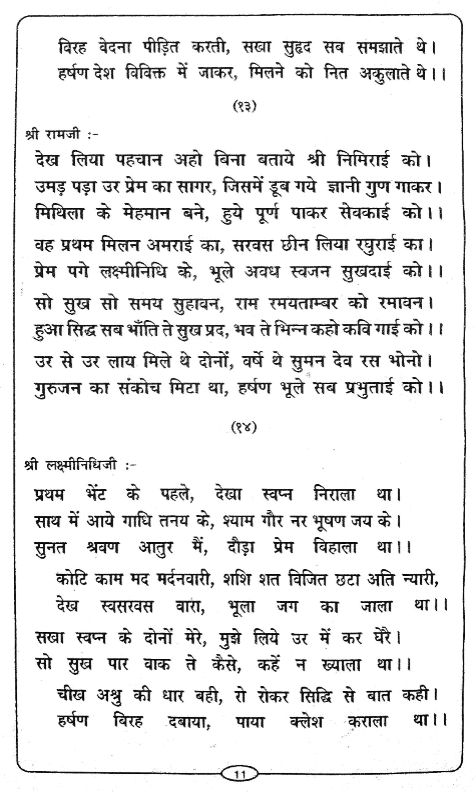 विरह वेदना पीड़ित करती, सखा सुहृद सब समझाते थे।
हर्षण देश विविक्त में जाकर, मिलने को नित अकुलाते थे।।
(१३)
श्री रामजी :-
देख लिया पहचान अहो बिना बताये श्री निमिराई को।
उमड़ पड़ा उर प्रेम का सागर, जिसमें डूब गये ज्ञानी गुण गाकर।
मिथिला के मेहमान बने, हुये पूर्ण पाकर सेवकाई को।।
वह प्रथम मिलन अमराई का, सरवस छीन लिया रघुराई का।
प्रेम पगे लक्ष्मीनिधि के, भूले अवध स्वजन सुखदाई को।।
सो सुख सो समय सुहावन, राम रमयताम्बर को रमावन।
हुआ सिद्ध सब भाँति ते सुख प्रद, भव ते भिन्न कहो कवि गाई को।।
उर से उर लाय मिले थे दोनों, वर्षे थे सुमन देव रस भोनो।
गुरुजन का संकोच मिटा था, हर्षण भूले सब प्रभुताई को।।
(१४)
श्री लक्ष्मीनिधिजी :-
प्रथम भेंट के पहले, देखा स्वप्न निराला था।
साथ में आये गाधि तनय के, श्याम गौर नर भूषण जय के।
सुनत श्रवण आतुर मैं, दौड़ा प्रेम विहाला था।।
कोटि काम मद मर्दनवारी, शशि शत विजित छटा अति न्यारी,
देख स्वसरवस वारा, भूला जग का जाला था।।
सखा स्वप्न के दोनों मेरे, मुझे लिये उर में कर घेरै।
सो सुख पार वाक ते कैसे, कहें न ख्याला था।।
चीख अश्रु की धार बही, रो रोकर सिद्धि से बात कही।
हर्षण विरह दबाया, पाया क्लेश कराला था।।
11